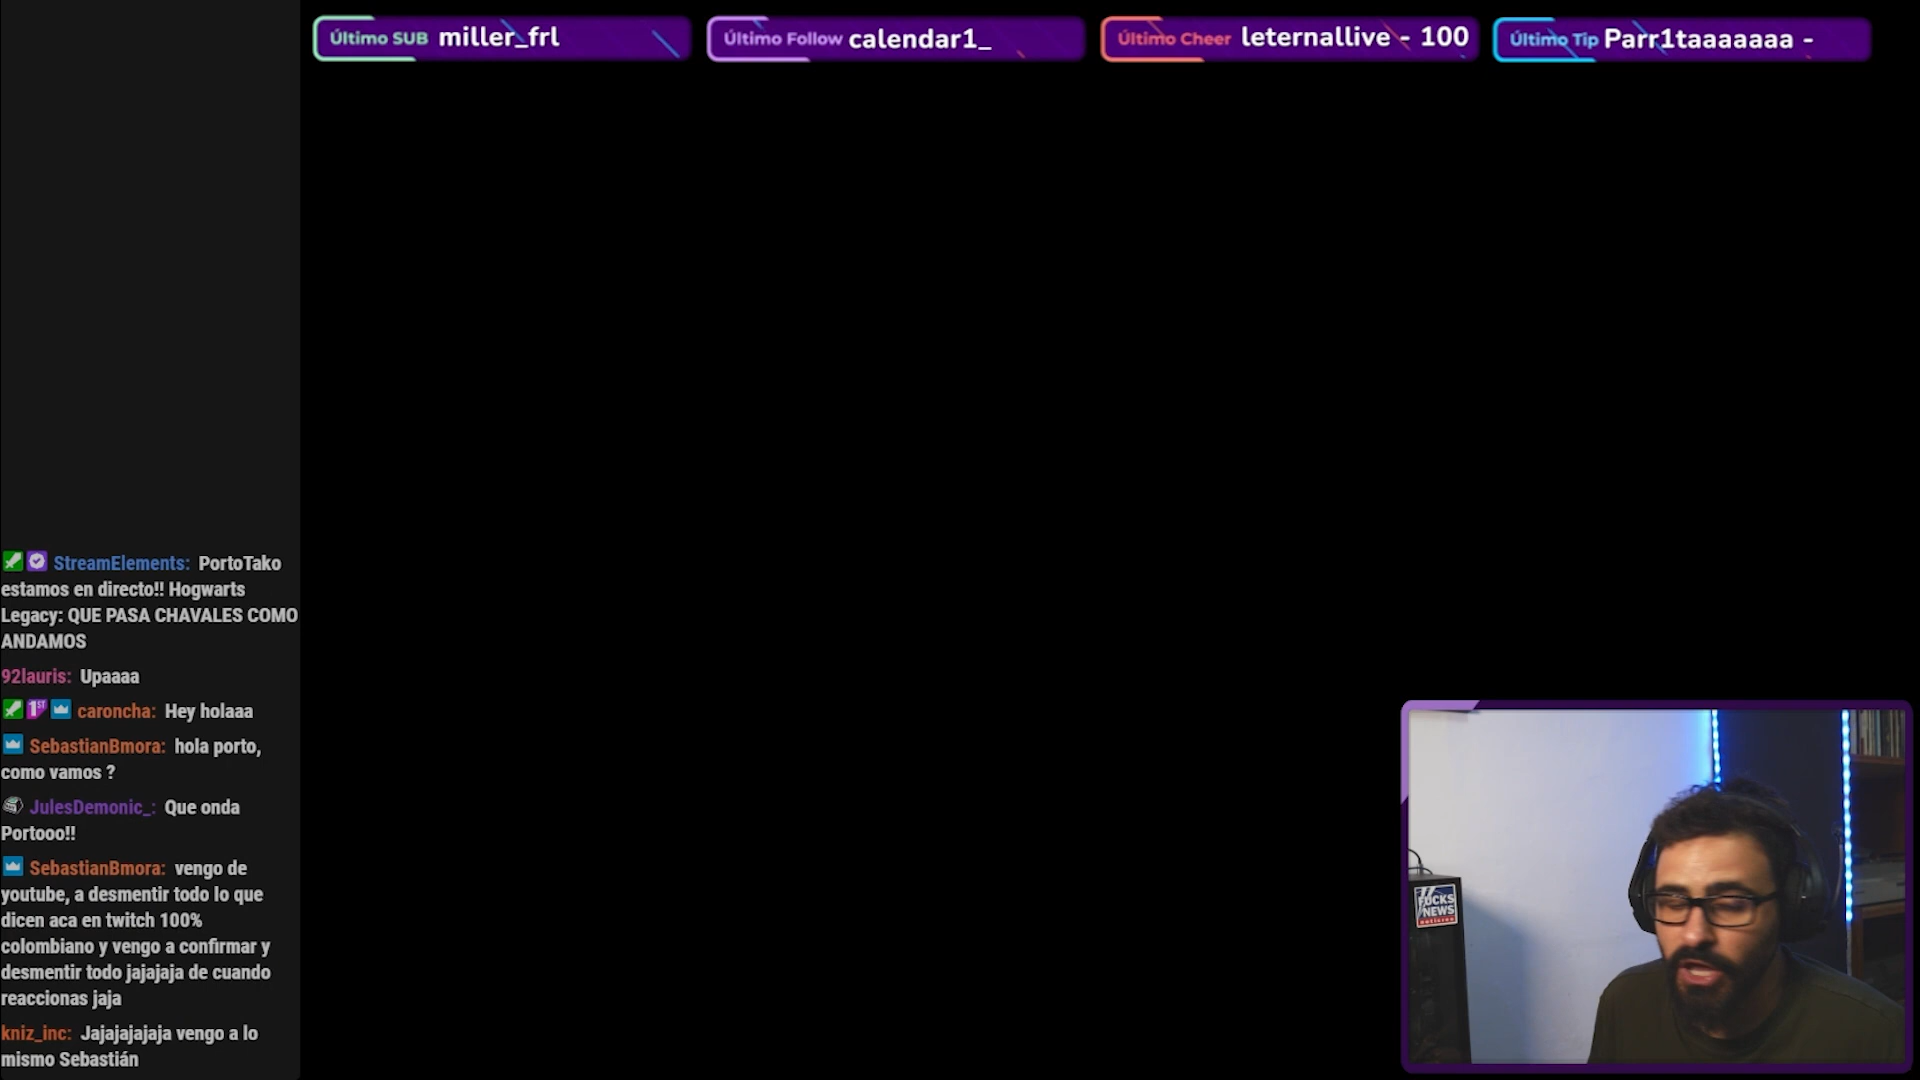 Último SUB miller_frl
Último Follow calendar1_
Último Cheer leternallive - 100
Último Tip Parr1taaaaaaa -
StreamElements: PortoTako
estamos en directo!! Hogwarts
Legacy: QUE PASA CHAVALES COMO
ANDAMOS
92lauris: Upaaaa
1ST caroncha: Hey holaaa
SebastianBmora: hola porto,
como vamos ?
JulesDemonic_: Que onda
Portooo!!
SebastianBmora: vengo de
youtube, a desmentir todo lo que
dicen aca en twitch 100%
colombiano y vengo a confirmar y
desmentir todo jajajaja de cuando
reaccionas jaja
kniz_inc: Jajajajajaja vengo a lo
mismo Sebastián
FUCKS
NEWS
noticias